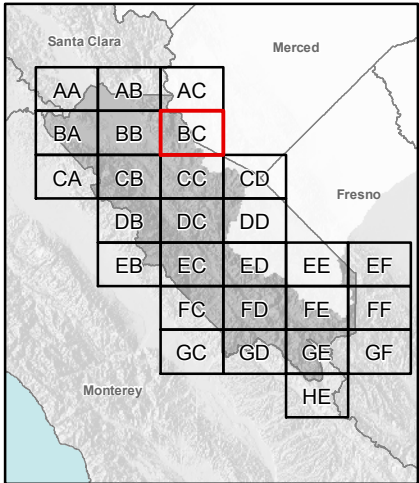 Santa Clara
Merced
AA AB AC
BA BB BC
CA CB CC CD
Fresno
DB DC DD
EB EC ED EE EF
FC FD FE FF
GC GD GE GF
Monterey
HE